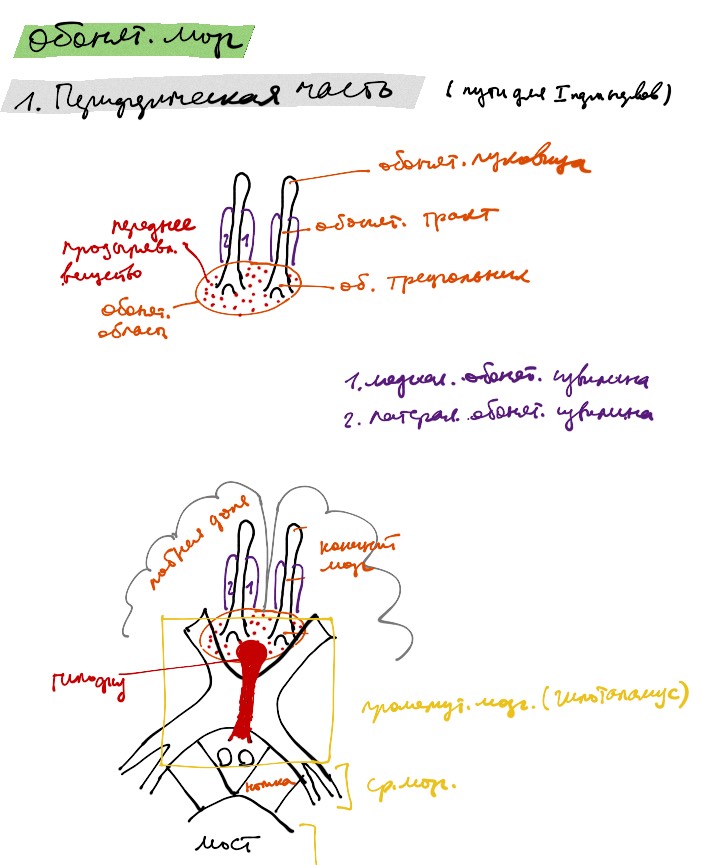 обонят. мозг
1. Периферическая часть (пути для I пары нервов)
обонят. луковица
переднее
продырявл.
вещество
обонят. тракт
2 1
об. треугольник
обонят.
область
1. медиал. обонят. извилина
2. латерал. обонят. извилина
лобная доля
конечный
мозг
2 1
гипофиз
промежут. мозг. (гипоталамус)
ножка
ср. мозг.
мост